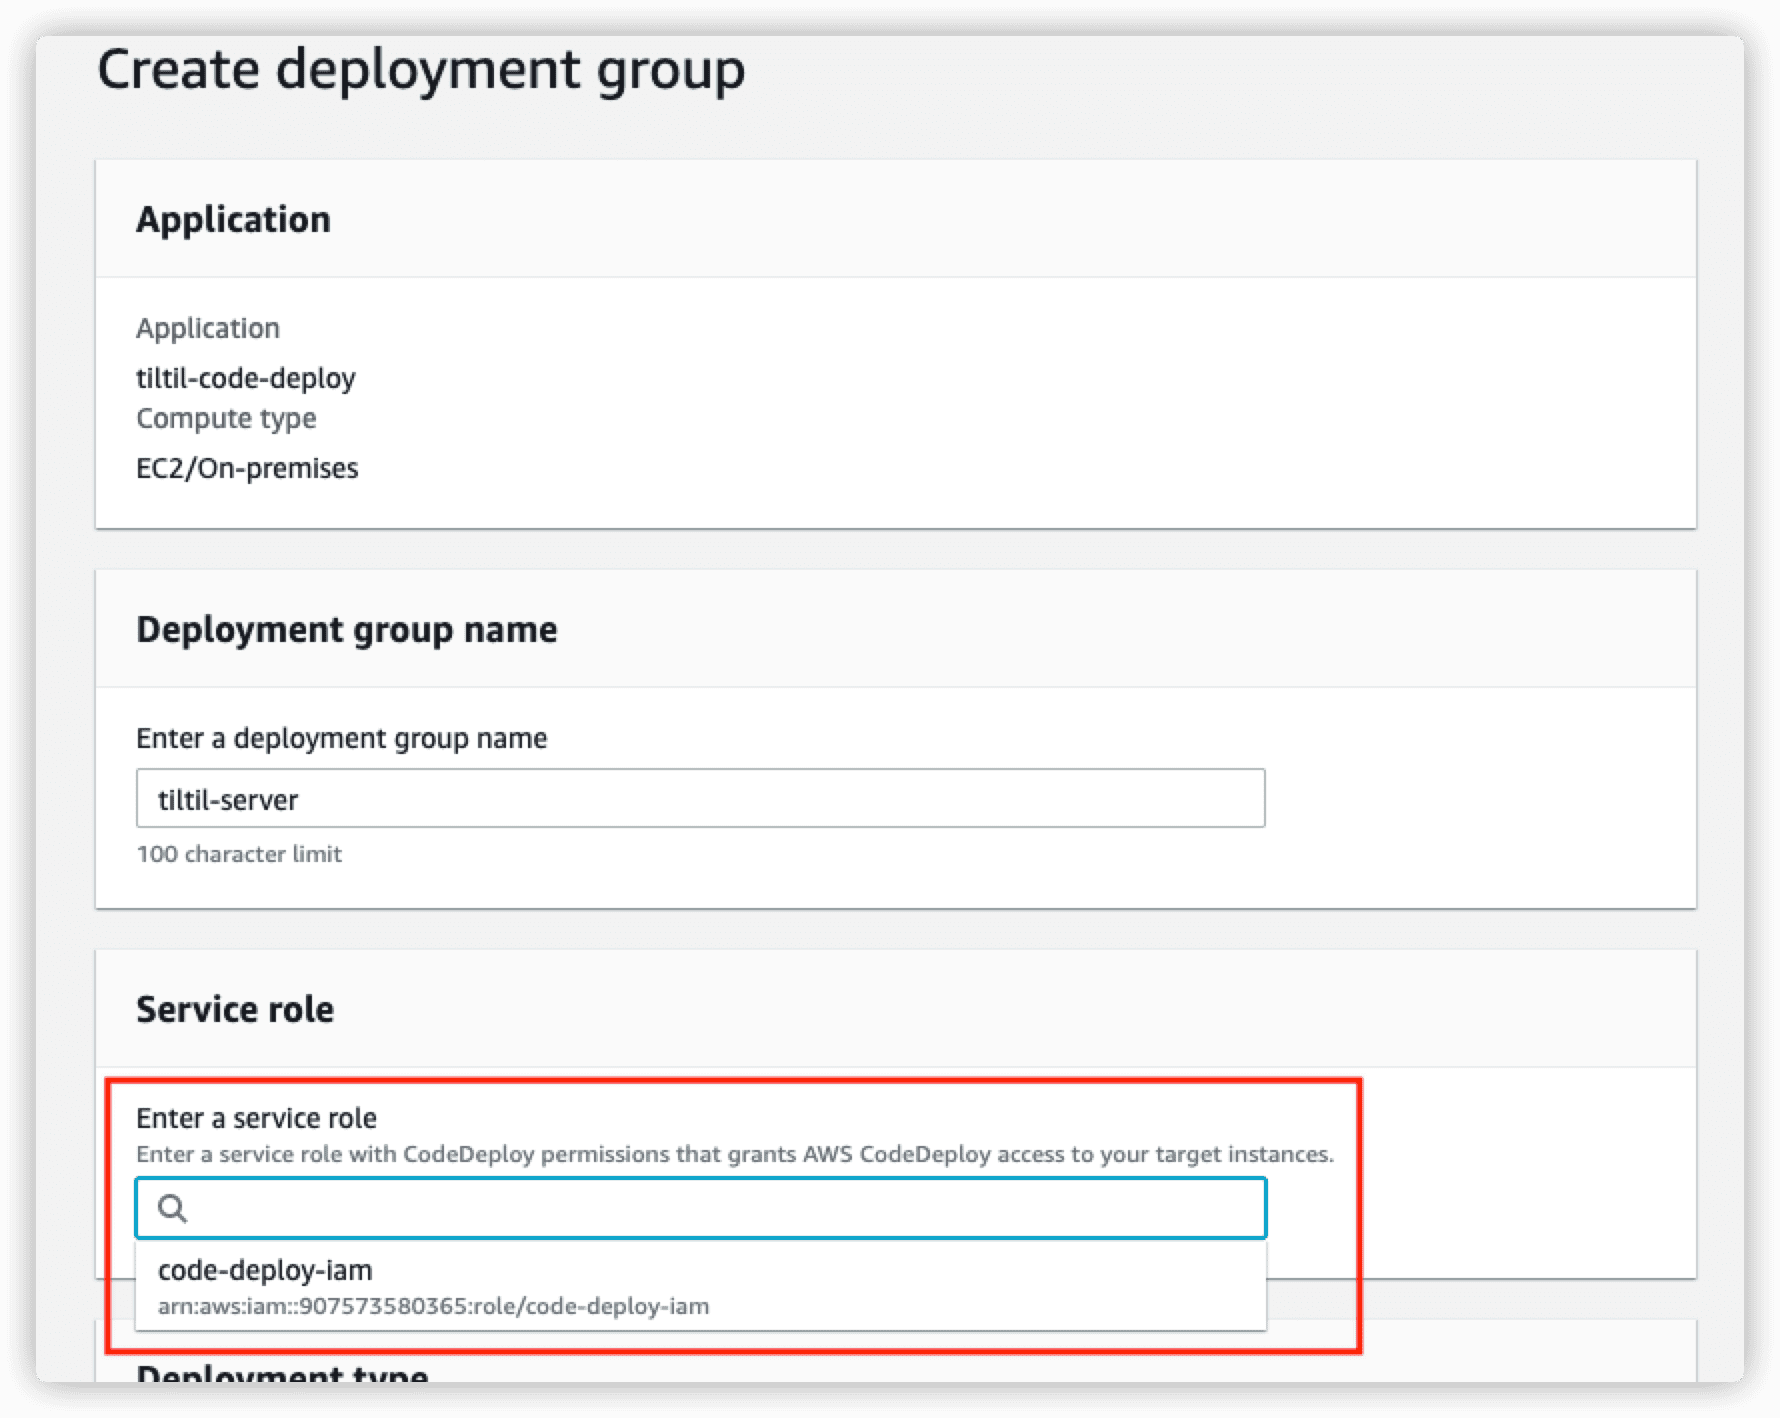 Create deployment group
Application
Application
tiltil-code-deploy
Compute type
EC2/On-premises
Deployment group name
Enter a deployment group name
tiltil-server
100 character limit
Service role
Enter a service role
Enter a service role with CodeDeploy permissions that grants AWS CodeDeploy access to your target instances.
code-deploy-iam
arn:aws:iam::907573580365:role/code-deploy-iam
Deployment type